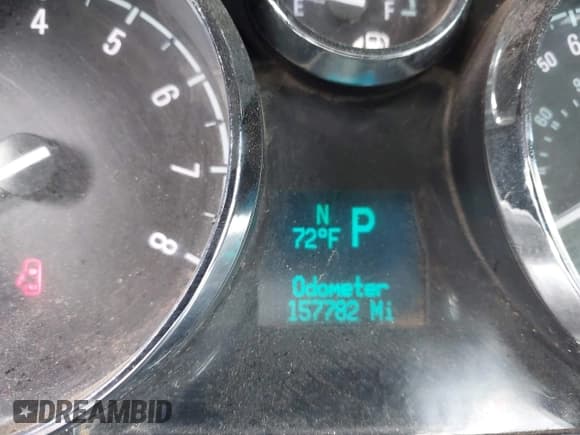 4
5
6
7
8
E F
50
60
N
72°F P
Odometer
157782 Mi
DREAMBID